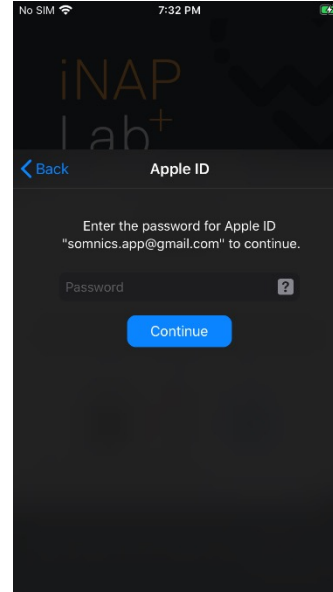 No SIM 7:32 PM
iNAP
Lab+
Back Apple ID
Enter the password for Apple ID
"somnics.app@gmail.com" to continue.
Password ?
Continue